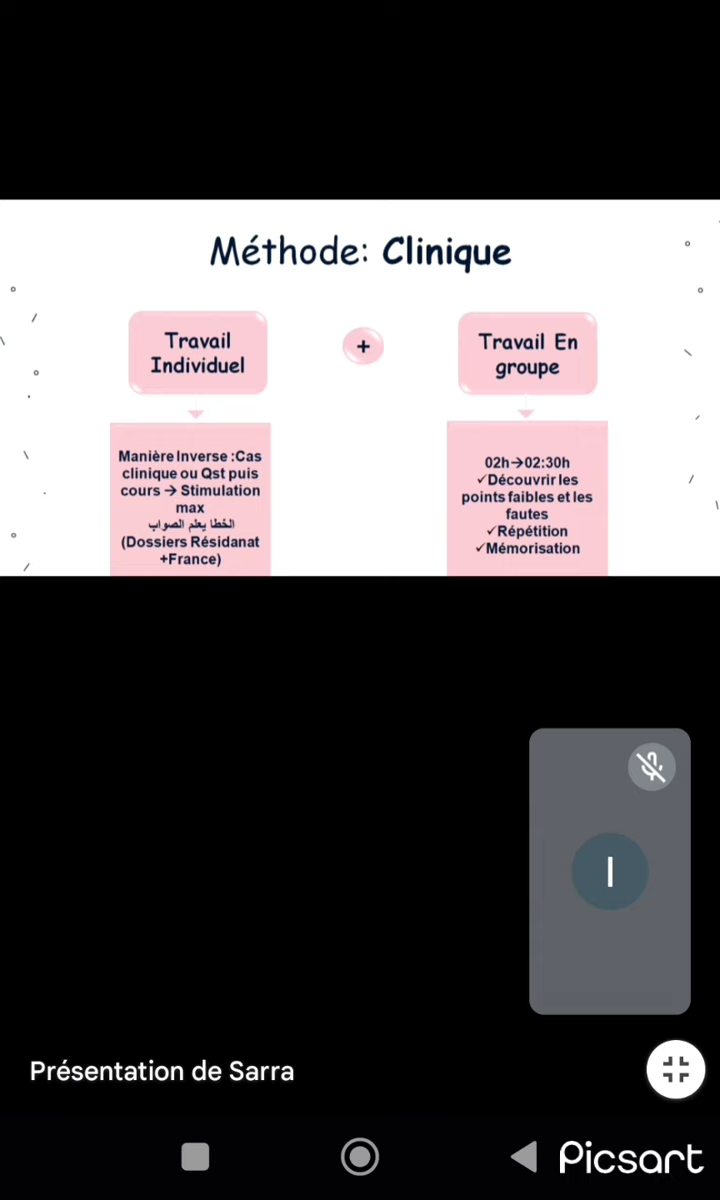 Méthode: Clinique
Travail
Individuel
+
Travail En
groupe
Manière Inverse :Cas
clinique ou Qst puis
cours → Stimulation
max
الخطا يعلم الصواب
(Dossiers Résidanat
+France)
02h→02:30h
✓Découvrir les
points faibles et les
fautes
✓Répétition
✓Mémorisation
I
Présentation de Sarra
Picsart